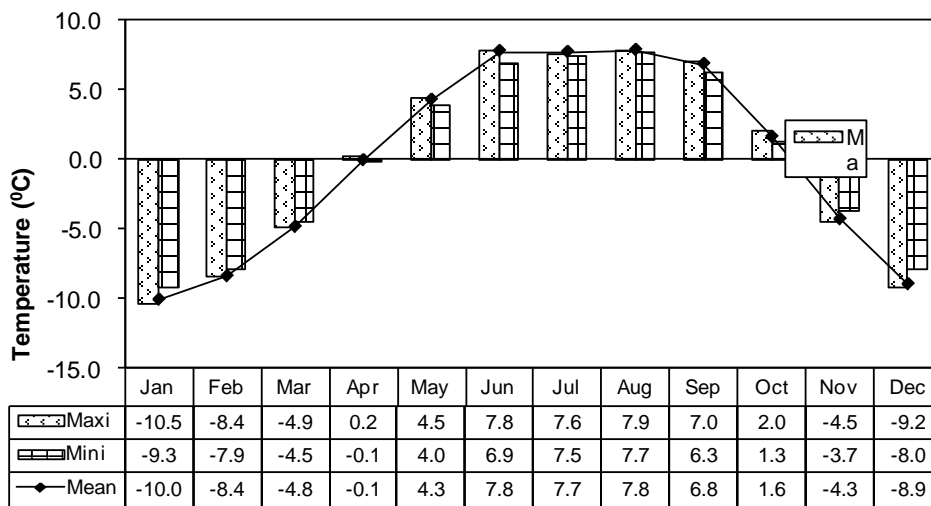 10.0
5.0
0.0
-5.0
-10.0
-15.0
Temperature (⁰C)
M
a
Jan Feb Mar Apr May Jun Jul Aug Sep Oct Nov Dec
Maxi -10.5 -8.4 -4.9 0.2 4.5 7.8 7.6 7.9 7.0 2.0 -4.5 -9.2
Mini -9.3 -7.9 -4.5 -0.1 4.0 6.9 7.5 7.7 6.3 1.3 -3.7 -8.0
Mean -10.0 -8.4 -4.8 -0.1 4.3 7.8 7.7 7.8 6.8 1.6 -4.3 -8.9